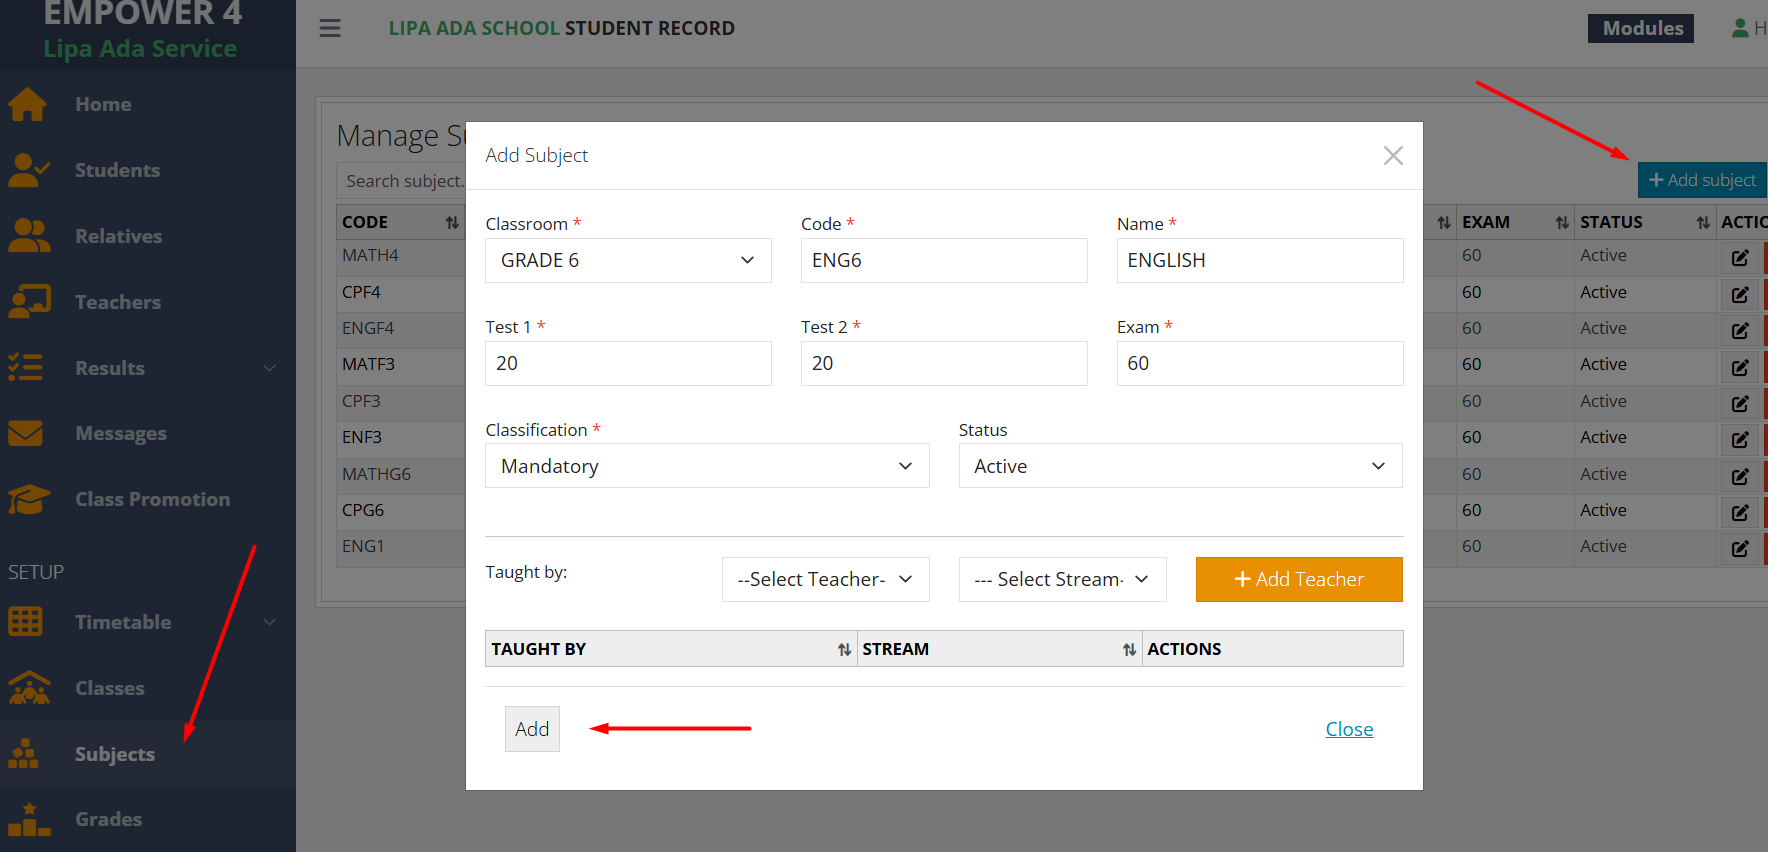 EMPOWER 4
Lipa Ada Service
LIPA ADA SCHOOL STUDENT RECORD
Modules
H
Home
Students
Relatives
Teachers
Results
Messages
Class Promotion
SETUP
Timetable
Classes
Subjects
Grades
Manage Su
Search subject.
+ Add subject
CODE
EXAM
STATUS
ACTIO
MATH4
60
Active
CPF4
60
Active
ENGF4
60
Active
MATF3
60
Active
CPF3
60
Active
ENF3
60
Active
MATHG6
60
Active
CPG6
60
Active
ENG1
60
Active
Add Subject
Classroom *
Code *
Name *
GRADE 6
ENG6
ENGLISH
Test 1 *
Test 2 *
Exam *
20
20
60
Classification *
Status
Mandatory
Active
Taught by:
--Select Teacher-
--- Select Stream-
+ Add Teacher
TAUGHT BY
STREAM
ACTIONS
Add
Close